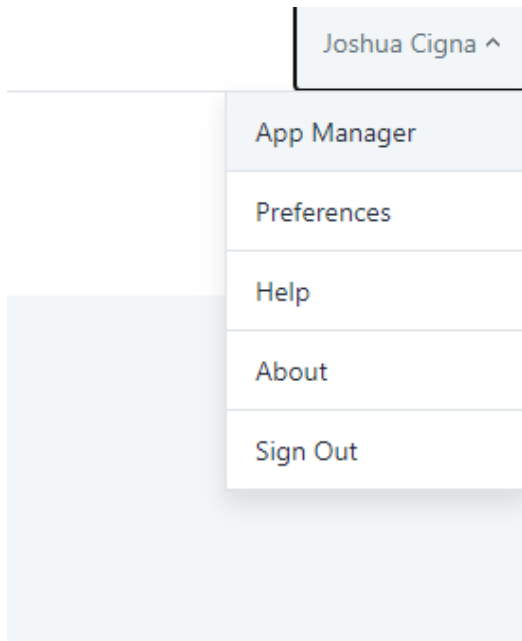 Joshua Cigna
App Manager
Preferences
Help
About
Sign Out